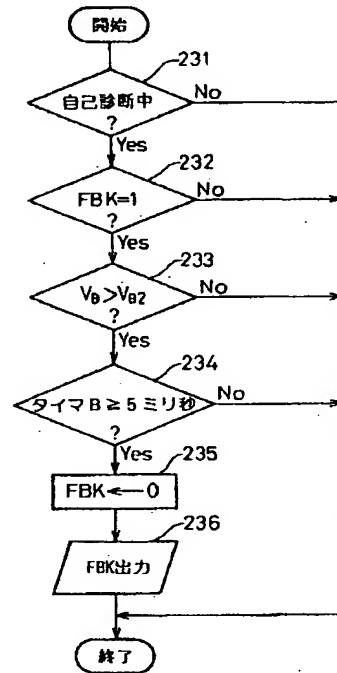 開始
231
自己診断中
?
No
Yes
232
FBK=1
?
No
Yes
233
VB>VB2
?
No
Yes
234
タイマB≥5ミリ秒
?
No
Yes
235
FBK←0
236
FBK出力
終了